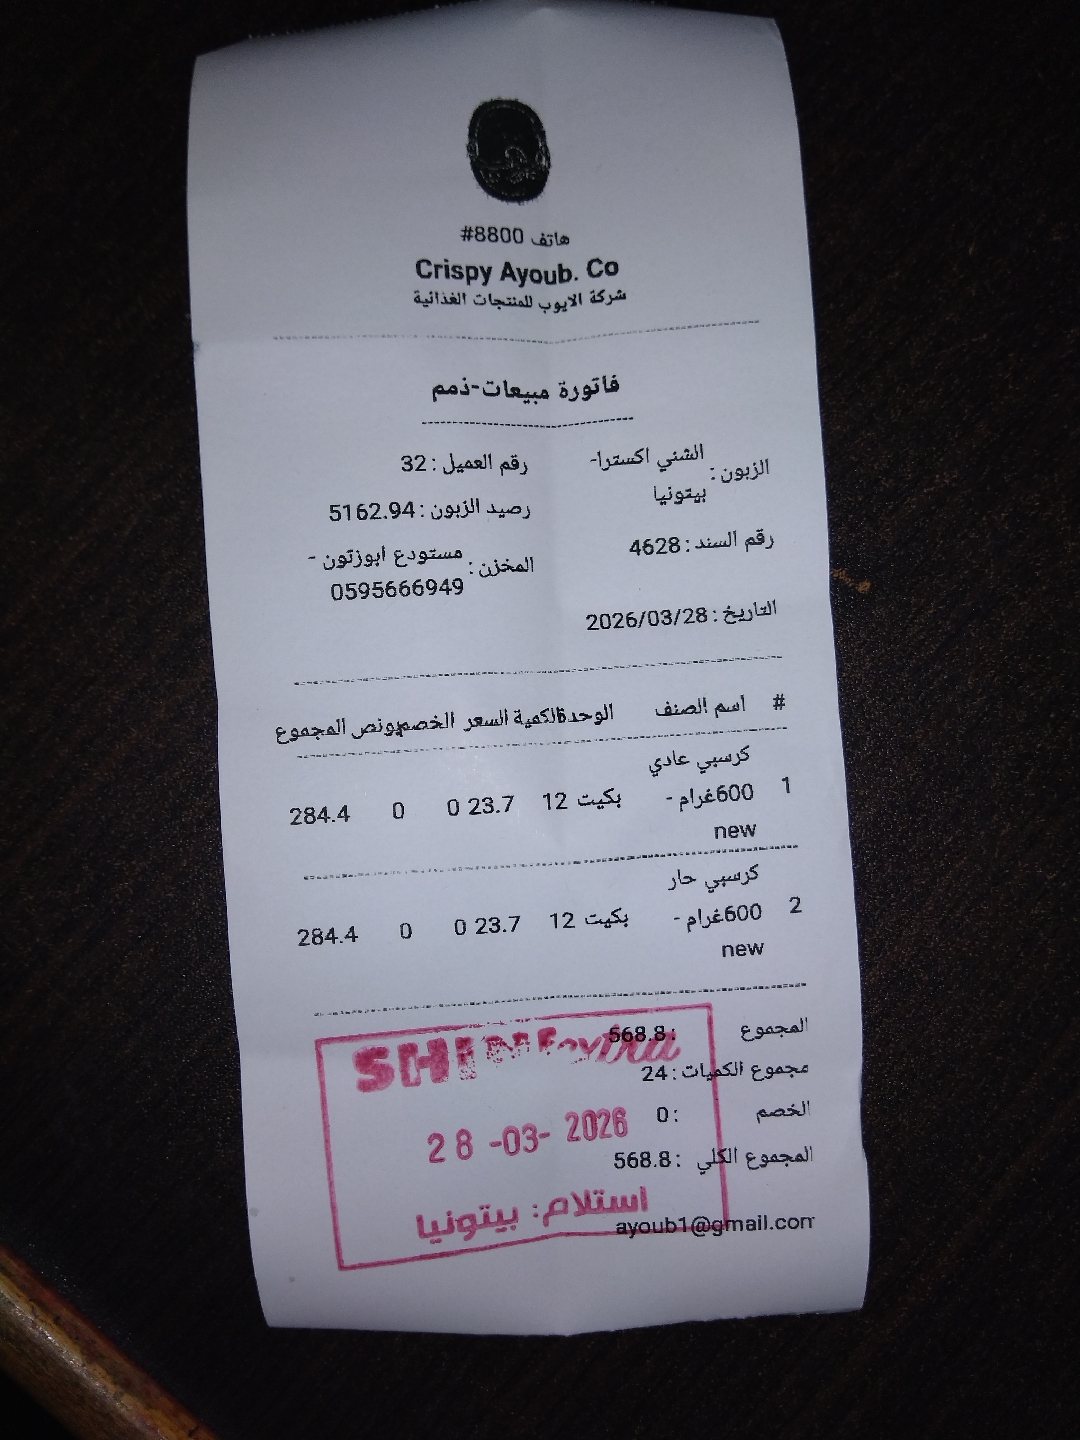 هاتف 8800#
Crispy Ayoub. Co
شركة الايوب للمنتجات الغذائية
فاتورة مبيعات-ذمم
الزبون: الشني اكسترا-بيتونيا
رقم العميل: 32
رصيد الزبون: 5162.94
رقم السند: 4628
المخزن: مستودع ابوزتون - 0595666949
التاريخ: 2026/03/28
# اسم الصنف الوحدة الكمية السعر الخصم بونص المجموع
1 كرسبي عادي 600غرام - new بكيت 12 23.7 0 0 284.4
2 كرسبي حار 600غرام - new بكيت 12 23.7 0 0 284.4
المجموع: 568.8
مجموع الكميات: 24
الخصم: 0
المجموع الكلي: 568.8
ayoub1@gmail.com
SHINI extra
28 -03- 2026
استلام: بيتونيا